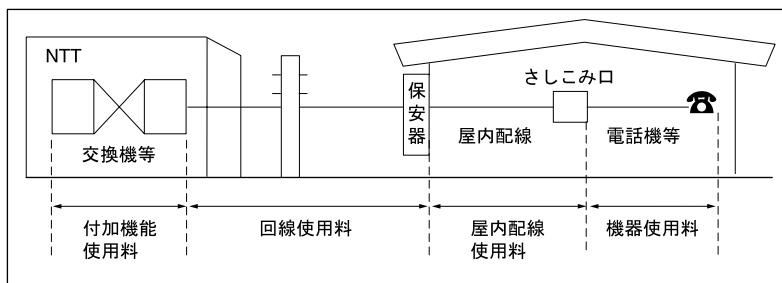 NTT
さしこみ口
保安器
交換機等
屋内配線
電話機等
付加機能
使用料
回線使用料
屋内配線
使用料
機器使用料